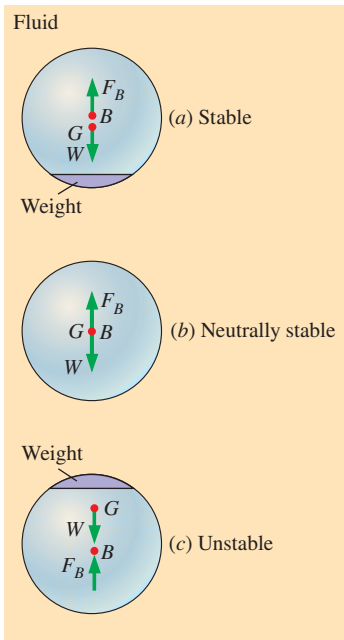 Fluid
F_B
B
G
W
(a) Stable
Weight
F_B
G B
W
(b) Neutrally stable
Weight
G
W
B
F_B
(c) Unstable